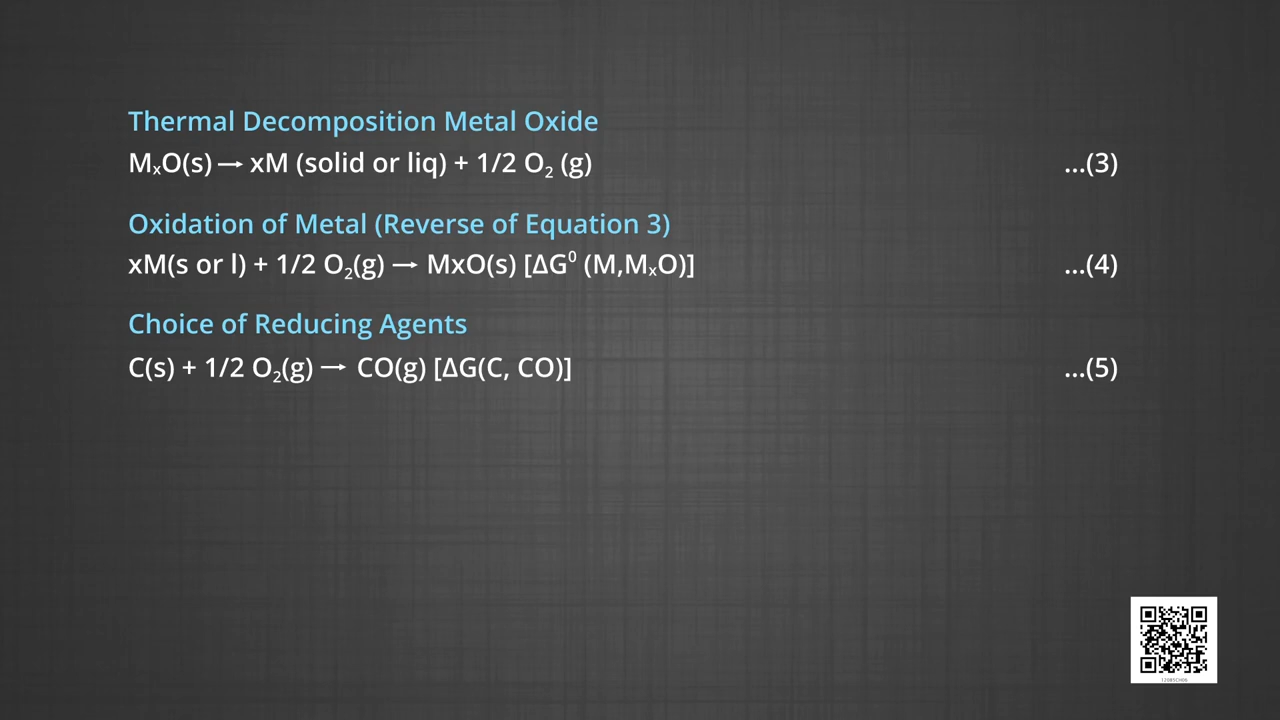 Thermal Decomposition Metal Oxide
MₓO(s) → xM (solid or liq) + 1/2 O₂ (g) ...(3)
Oxidation of Metal (Reverse of Equation 3)
xM(s or l) + 1/2 O₂(g) → MxO(s) [ΔG⁰ (M,MₓO)] ...(4)
Choice of Reducing Agents
C(s) + 1/2 O₂(g) → CO(g) [ΔG(C, CO)] ...(5)
12085CH06